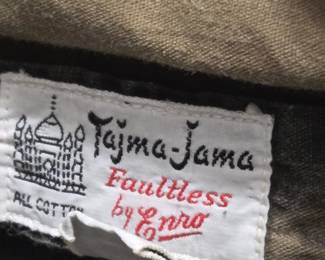 Tajma-Jama
Faultless
by Enro
ALL COTTON